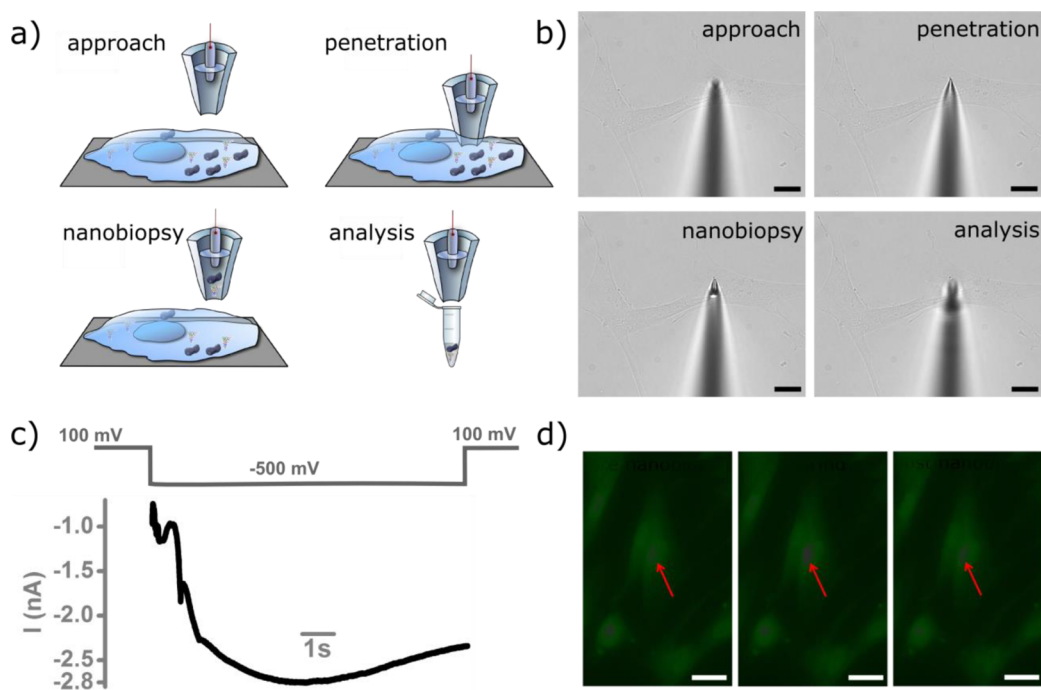 a)
approach
penetration
nanobiopsy
analysis
b)
approach
penetration
nanobiopsy
analysis
c)
100 mV
100 mV
-500 mV
-1.0
-1.5
-2.0
-2.5
-2.8
I (nA)
1s
d)